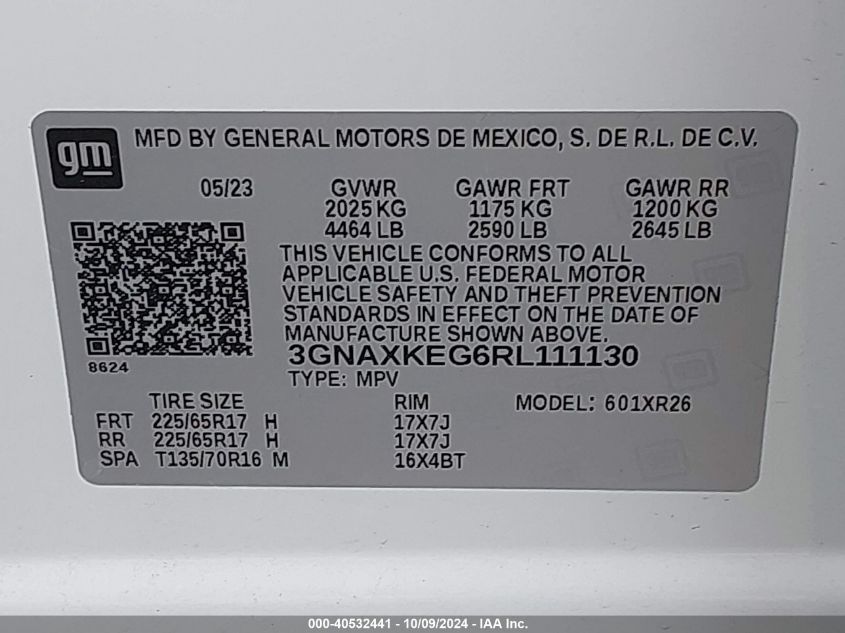 gm
MFD BY GENERAL MOTORS DE MEXICO, S. DE R.L. DE C.V.
05/23 GVWR GAWR FRT GAWR RR
2025 KG 1175 KG 1200 KG
4464 LB 2590 LB 2645 LB
THIS VEHICLE CONFORMS TO ALL
APPLICABLE U.S. FEDERAL MOTOR
VEHICLE SAFETY AND THEFT PREVENTION
STANDARDS IN EFFECT ON THE DATE OF
MANUFACTURE SHOWN ABOVE.
3GNAXKEG6RL111130
8624
TYPE: MPV
TIRE SIZE RIM MODEL: 601XR26
FRT 225/65R17 H 17X7J
RR 225/65R17 H 17X7J
SPA T135/70R16 M 16X4BT
000-40532441 - 10/09/2024 - IAA Inc.